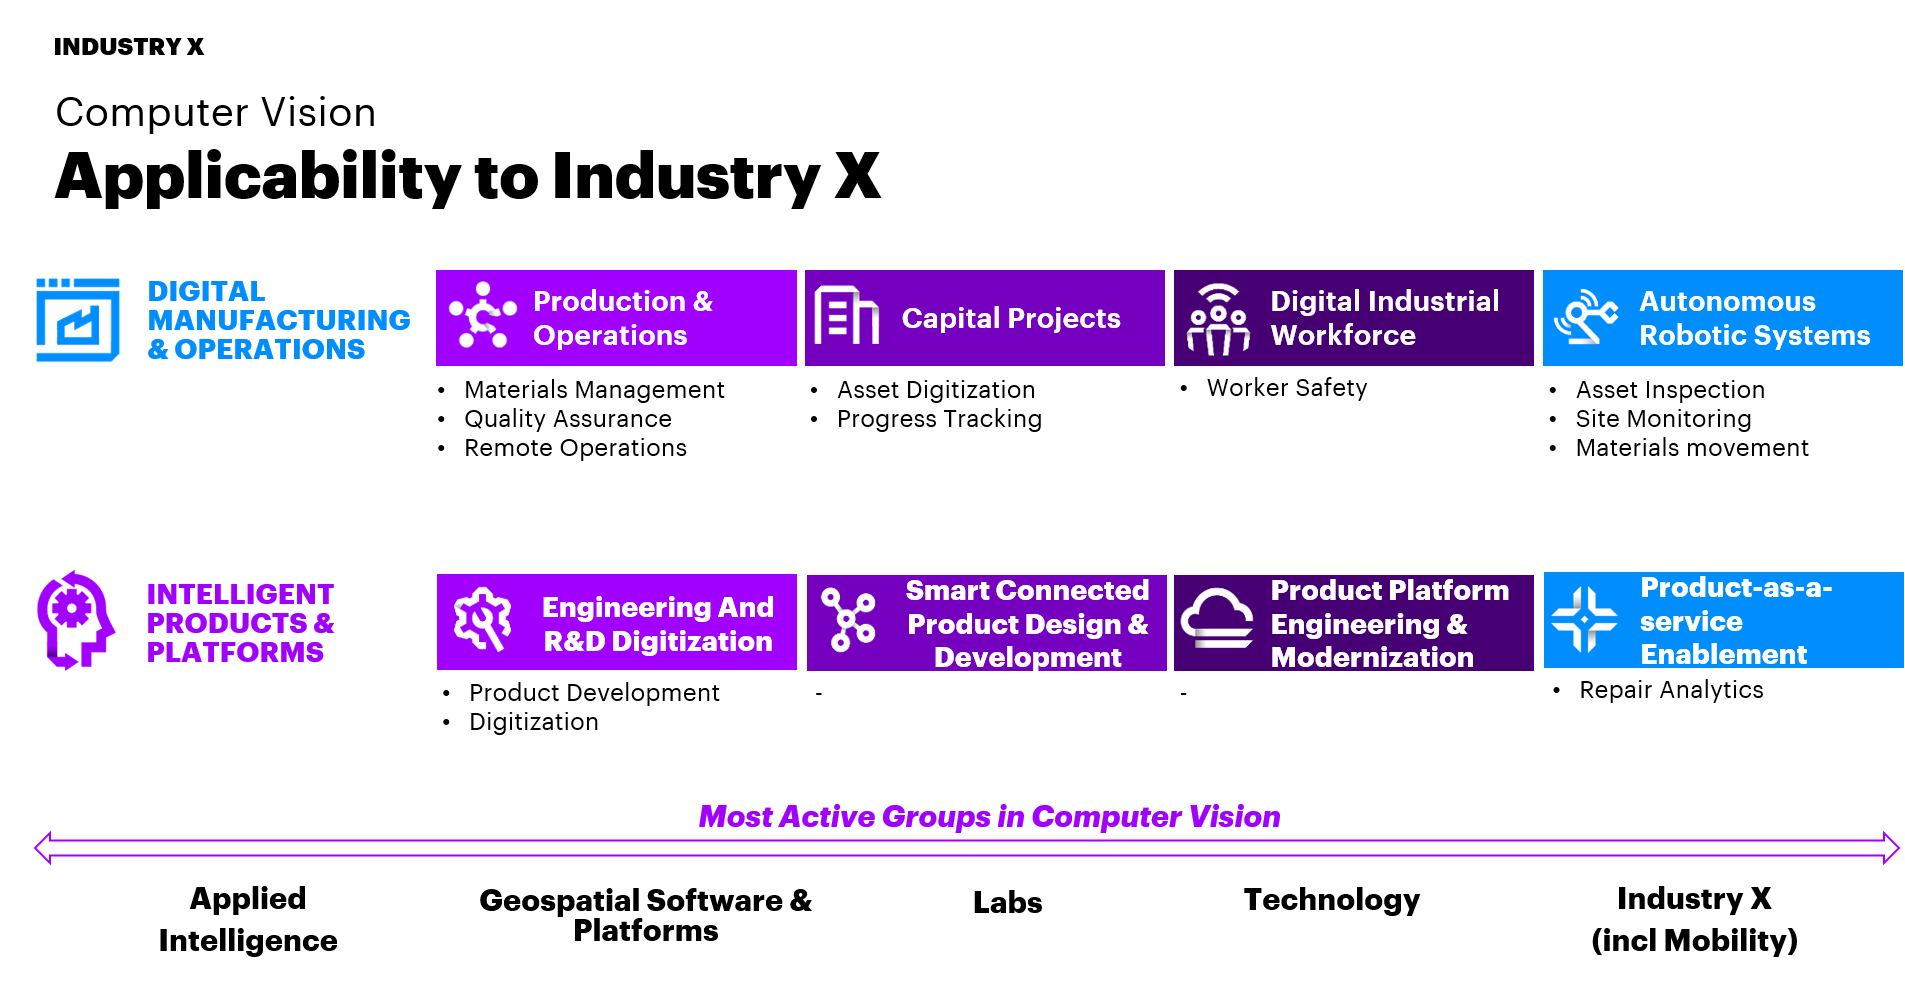 INDUSTRY X
Computer Vision
Applicability to Industry X
DIGITAL
MANUFACTURING
& OPERATIONS
Production &
Operations
• Materials Management
• Quality Assurance
• Remote Operations
Capital Projects
• Asset Digitization
• Progress Tracking
Digital Industrial
Workforce
• Worker Safety
Autonomous
Robotic Systems
• Asset Inspection
• Site Monitoring
• Materials movement
INTELLIGENT
PRODUCTS &
PLATFORMS
Engineering And
R&D Digitization
• Product Development
• Digitization
Smart Connected
Product Design &
Development
-
Product Platform
Engineering &
Modernization
-
Product-as-a-
service
Enablement
• Repair Analytics
Most Active Groups in Computer Vision
Applied
Intelligence
Geospatial Software &
Platforms
Labs
Technology
Industry X
(incl Mobility)